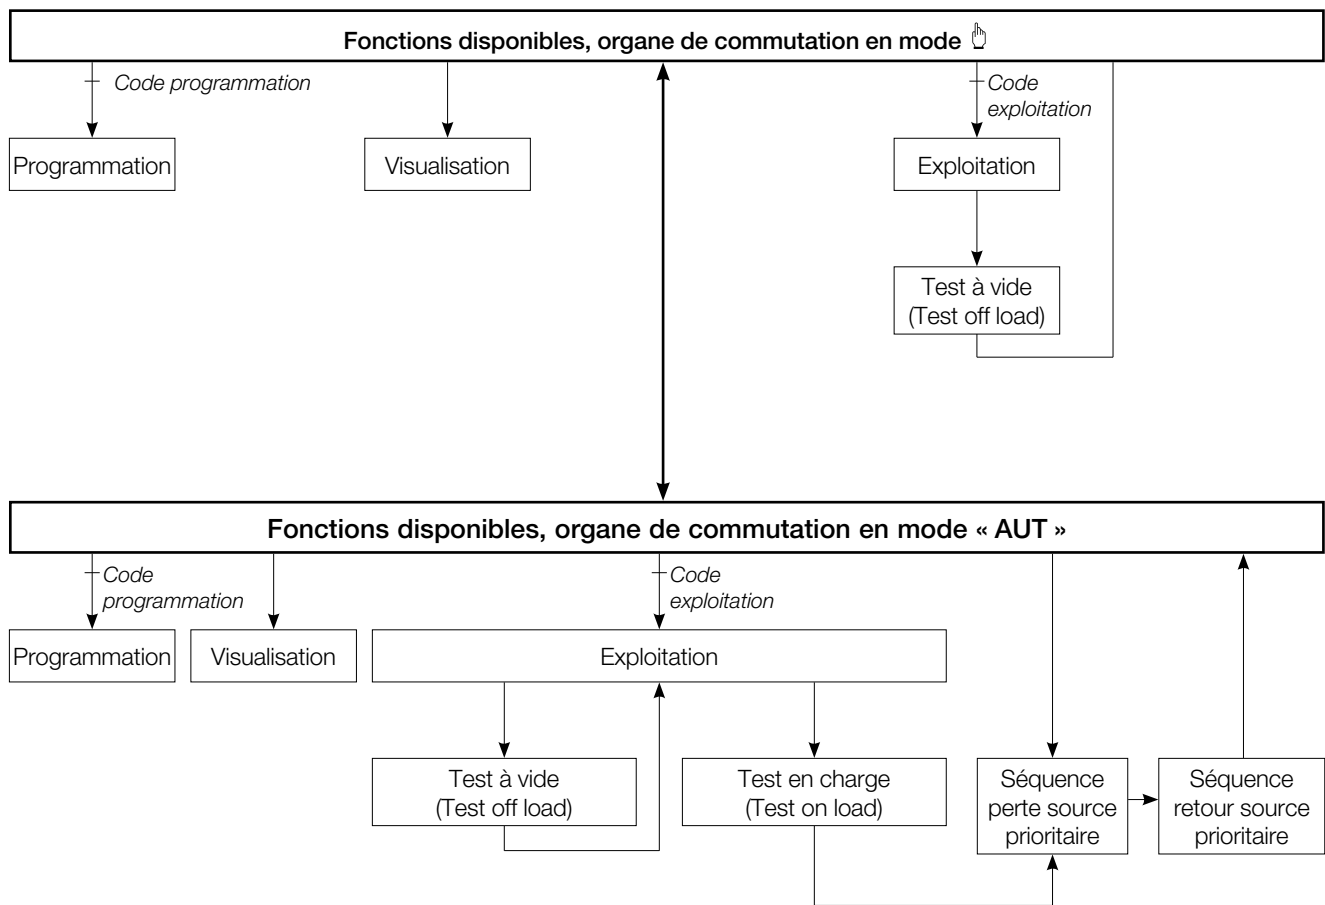 Fonctions disponibles, organe de commutation en mode
Code programmation
Code
exploitation
Programmation
Visualisation
Exploitation
Test à vide
(Test off load)
Fonctions disponibles, organe de commutation en mode « AUT »
Code
programmation
Code
exploitation
Programmation
Visualisation
Exploitation
Test à vide
(Test off load)
Test en charge
(Test on load)
Séquence
perte source
prioritaire
Séquence
retour source
prioritaire